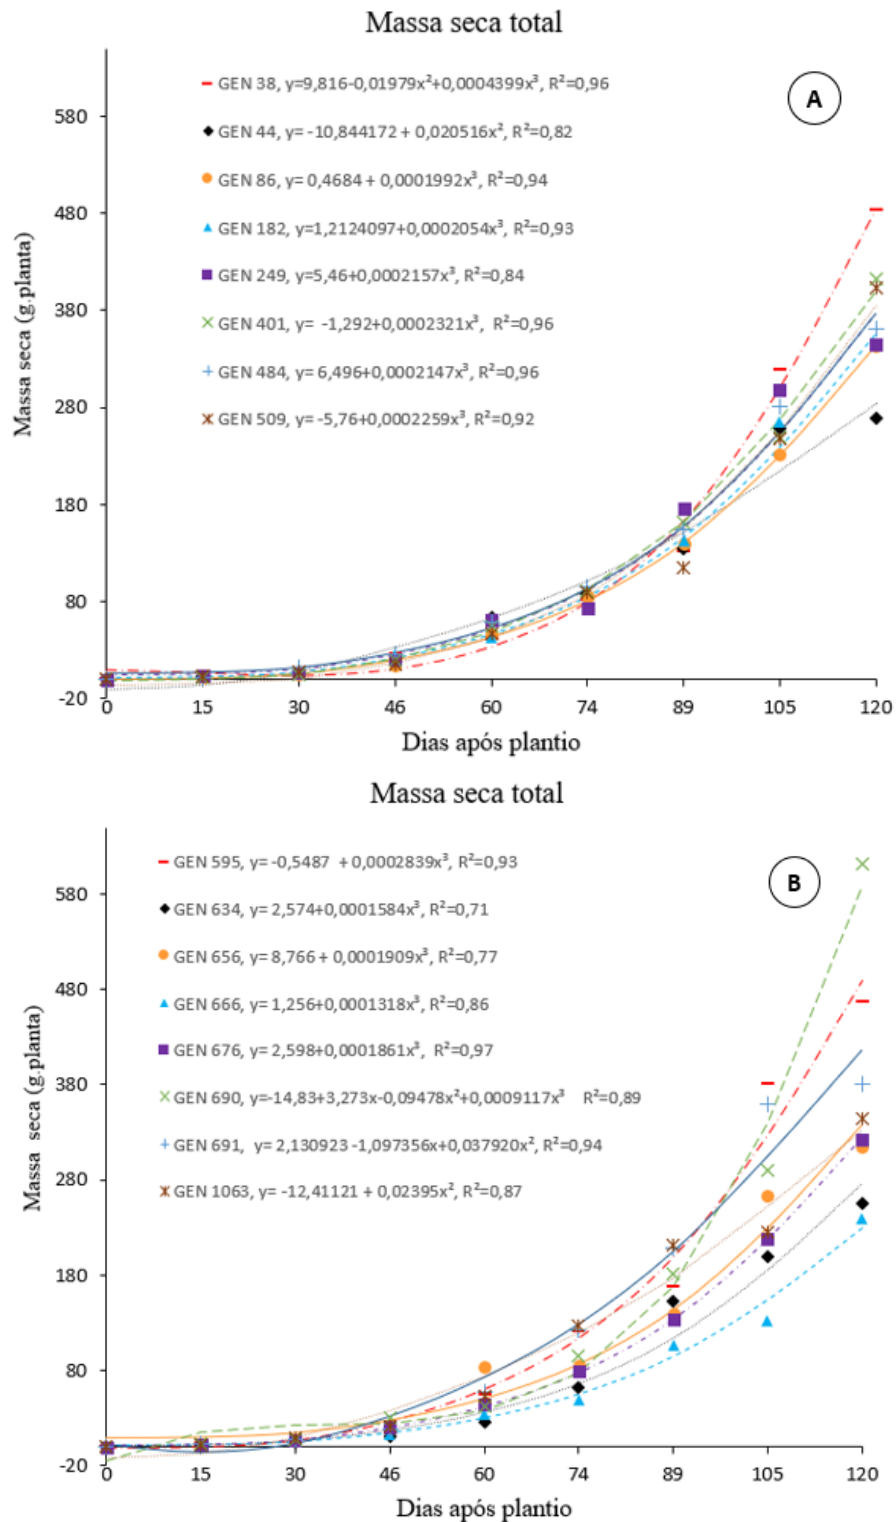 Massa seca total
A
GEN 38, y=9,816-0,01979x²+0,0004399x³, R²=0,96
GEN 44, y= -10,844172 + 0,020516x², R²=0,82
GEN 86, y= 0,4684 + 0,0001992x³, R²=0,94
GEN 182, y=1,2124097+0,0002054x³, R²=0,93
GEN 249, y=5,46+0,0002157x³, R²=0,84
GEN 401, y= -1,292+0,0002321x³, R²=0,96
GEN 484, y= 6,496+0,0002147x³, R²=0,96
GEN 509, y= -5,76+0,0002259x³, R²=0,92
Massa seca (g.planta)
580
480
380
280
180
80
-20
0 15 30 46 60 74 89 105 120
Dias após plantio
Massa seca total
B
GEN 595, y= -0,5487 + 0,0002839x³, R²=0,93
GEN 634, y= 2,574+0,0001584x³, R²=0,71
GEN 656, y= 8,766 + 0,0001909x³, R²=0,77
GEN 666, y= 1,256+0,0001318x³, R²=0,86
GEN 676, y= 2,598+0,0001861x³, R²=0,97
GEN 690, y=-14,83+3,273x-0,09478x²+0,0009117x³ R²=0,89
GEN 691, y= 2,130923 -1,097356x+0,037920x², R²=0,94
GEN 1063, y= -12,41121 + 0,02395x², R²=0,87
Massa seca (g.planta)
580
480
380
280
180
80
-20
0 15 30 46 60 74 89 105 120
Dias após plantio